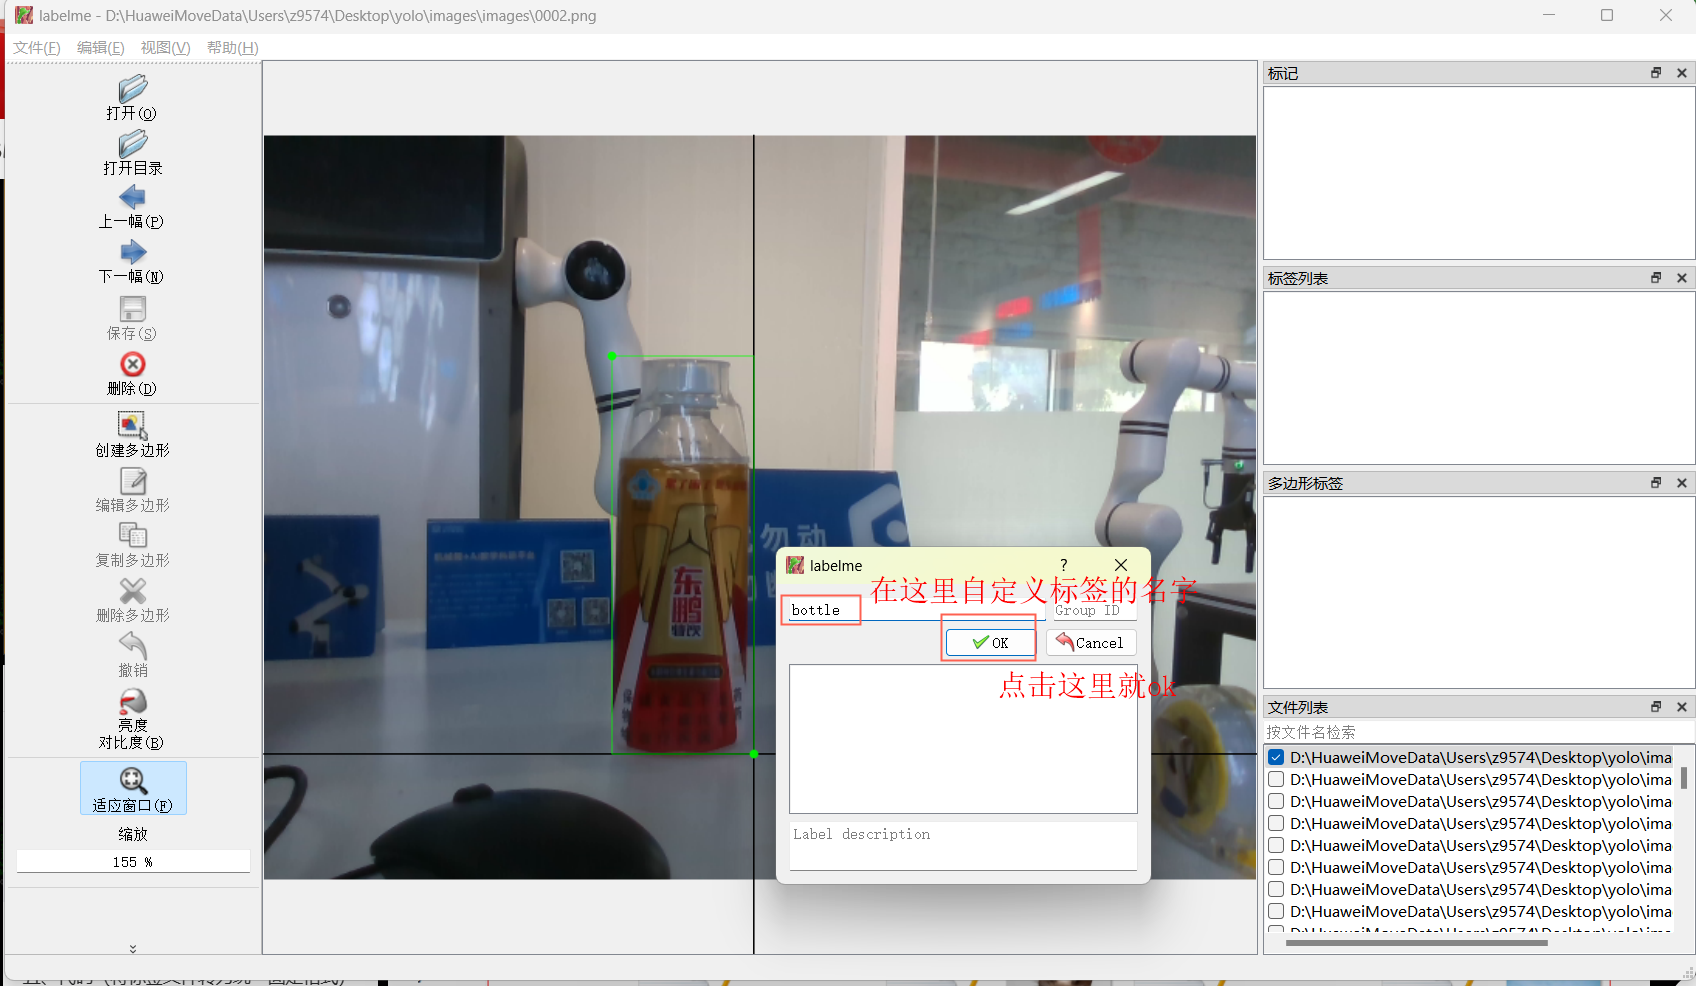 labelme - D:\HuaweiMoveData\Users\z9574\Desktop\yolo\images\images\0002.png
文件(F) 编辑(E) 视图(V) 帮助(H)
打开(O)
打开目录
上一幅(P)
下一幅(N)
保存(S)
删除(D)
创建多边形
编辑多边形
复制多边形
删除多边形
撤销
亮度
对比度(B)
适应窗口(F)
缩放
155 %
东鹏
特饮
勿动
labelme ?
在这里自定义标签的名字
bottle
Group ID
OK
Cancel
点击这里就ok
Label description
标记
标签列表
多边形标签
文件列表
按文件名检索
D:\HuaweiMoveData\Users\z9574\Desktop\yolo\ima
D:\HuaweiMoveData\Users\z9574\Desktop\yolo\ima
D:\HuaweiMoveData\Users\z9574\Desktop\yolo\ima
D:\HuaweiMoveData\Users\z9574\Desktop\yolo\ima
D:\HuaweiMoveData\Users\z9574\Desktop\yolo\ima
D:\HuaweiMoveData\Users\z9574\Desktop\yolo\ima
D:\HuaweiMoveData\Users\z9574\Desktop\yolo\ima
D:\HuaweiMoveData\Users\z9574\Desktop\yolo\ima